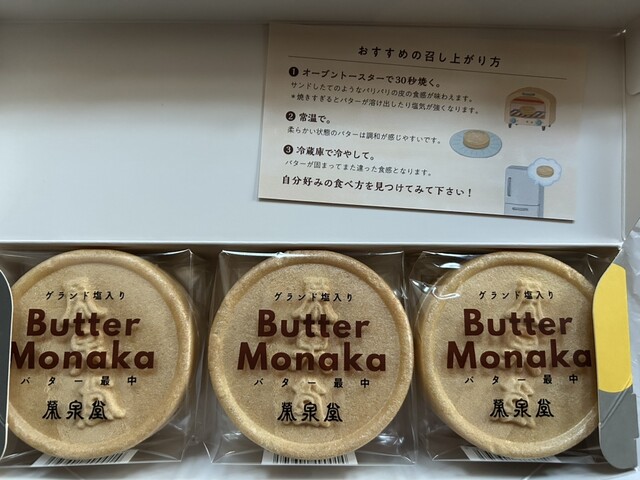 おすすめの召し上がり方
1 オーブントースターで30秒焼く。
サンドしたてのようなパリパリの皮の食感が味わえます。
*焼きすぎるとバターが溶け出したり塩気が強くなります。
2 常温で。
柔らかい状態のバターは調和が感じやすいです。
3 冷蔵庫で冷やして。
バターが固まってまた違った食感となります。
自分好みの食べ方を見つけてみて下さい！
グランド塩入り
Butter
Monaka
バター最中
萬泉堂
グランド塩入り
Butter
Monaka
バター最中
萬泉堂
グランド塩入り
Butter
Monaka
バター最中
萬泉堂